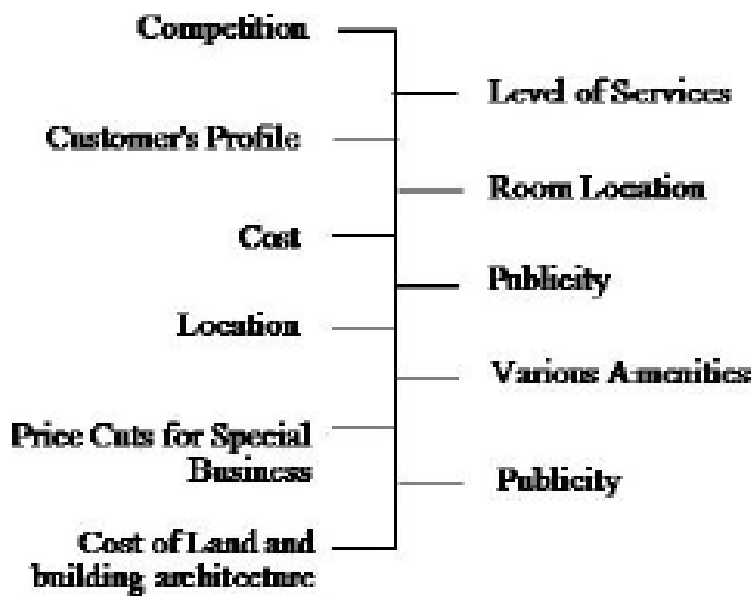 Competition
Level of Services
Customer's Profile
Room Location
Cost
Publicity
Location
Various Amenities
Price Cuts for Special
Business
Publicity
Cost of Land and
building architecture